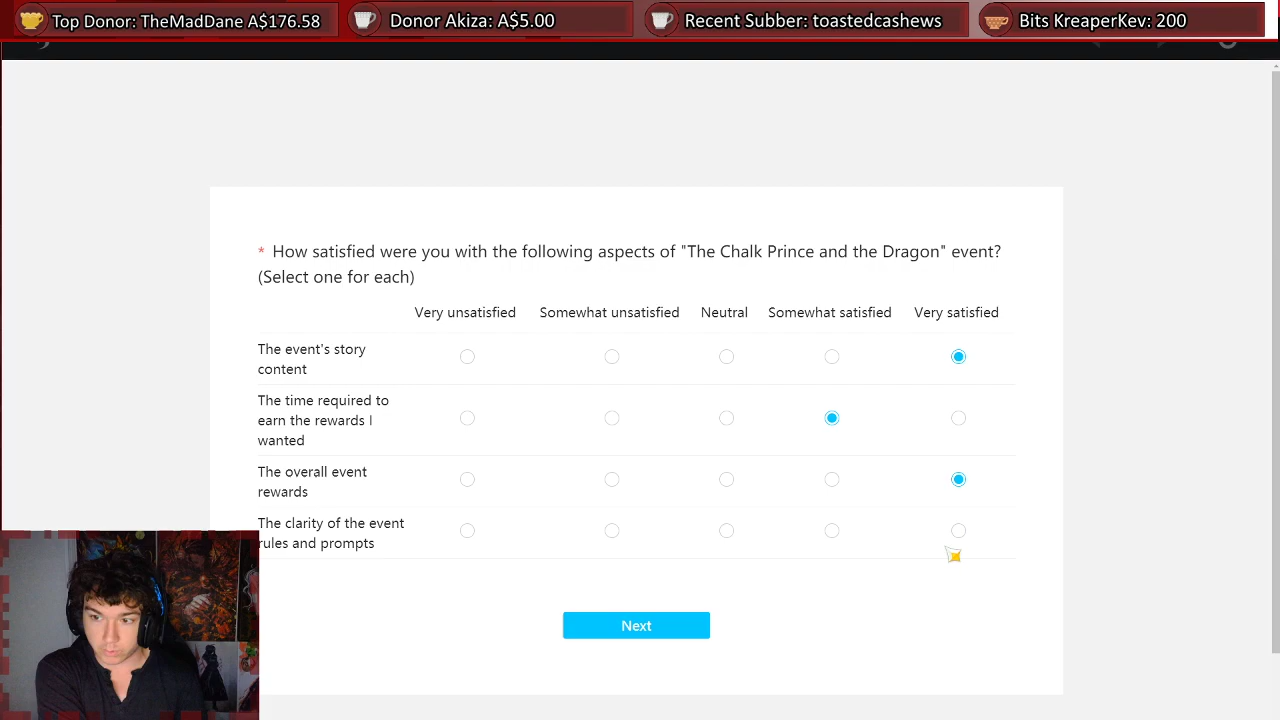 Top Donor: TheMadDane A$176.58
Donor Akiza: A$5.00
Recent Subber: toastedcashews
Bits KreaperKev: 200
* How satisfied were you with the following aspects of "The Chalk Prince and the Dragon" event?
(Select one for each)
Very unsatisfied Somewhat unsatisfied Neutral Somewhat satisfied Very satisfied
The event's story
content
The time required to
earn the rewards I
wanted
The overall event
rewards
The clarity of the event
rules and prompts
Next